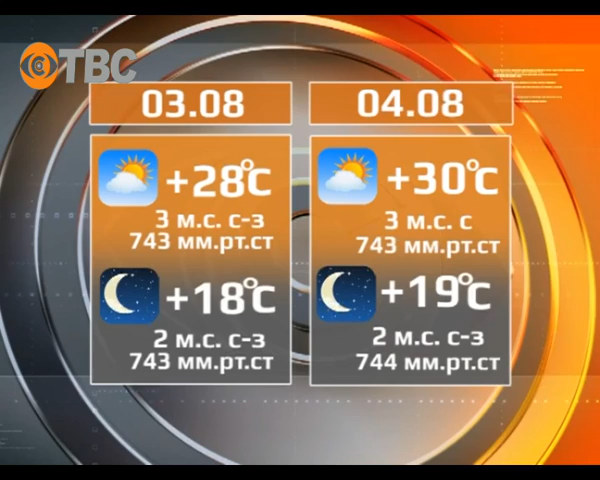 ТВС
03.08
+28°C
3 м.с. с-з
743 мм.рт.ст
+18°C
2 м.с. с-з
743 мм.рт.ст
04.08
+30°C
3 м.с. с
743 мм.рт.ст
+19°C
2 м.с. с-з
744 мм.рт.ст